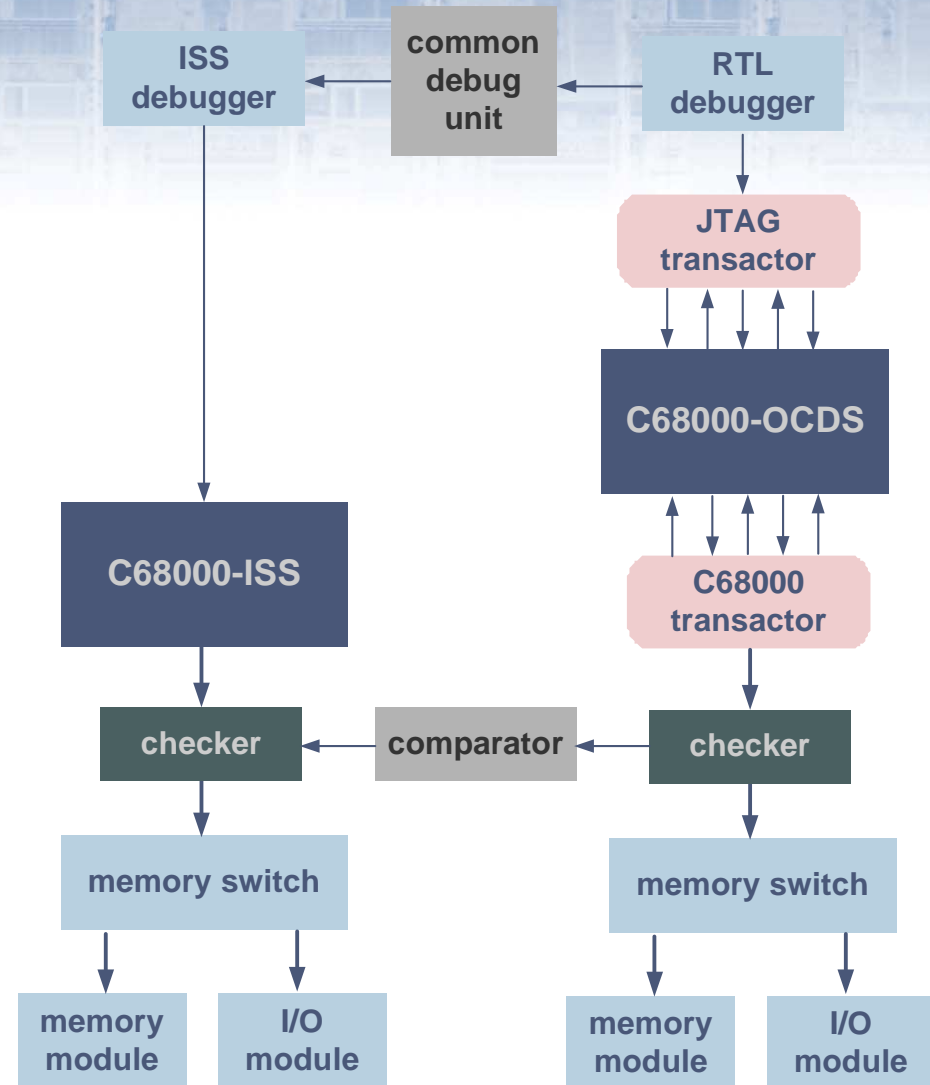 ISS
debugger
common
debug
unit
RTL
debugger
JTAG
transactor
C68000-OCDS
C68000-ISS
C68000
transactor
checker
comparator
checker
memory switch
memory switch
memory
module
I/O
module
memory
module
I/O
module